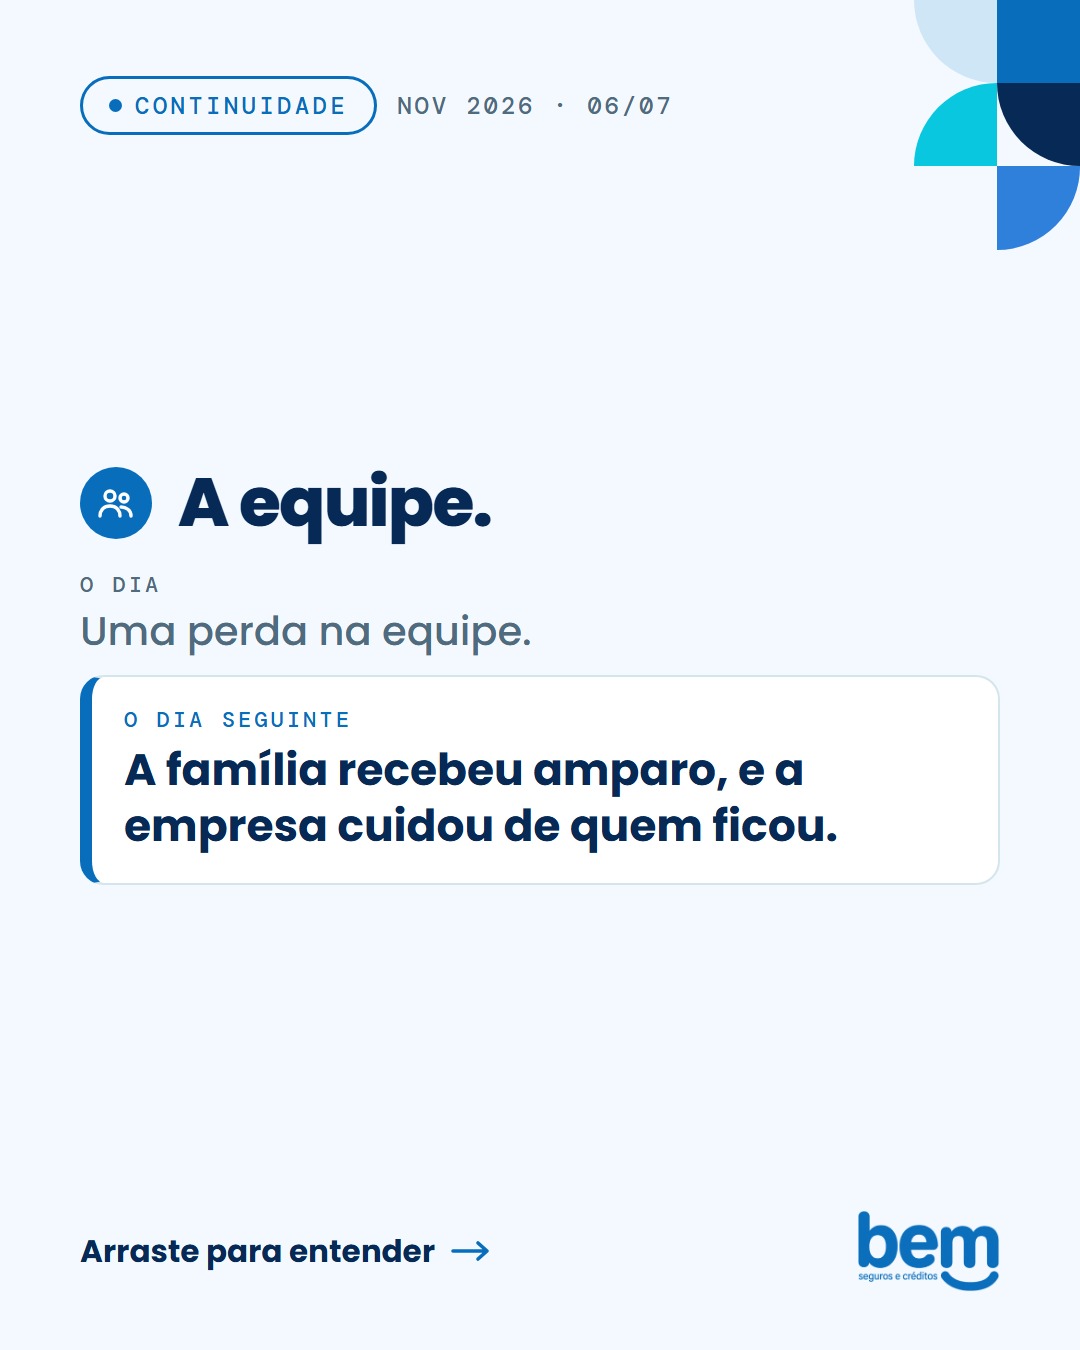 CONTINUIDADE
NOV 2026 · 06/07
A equipe.
O DIA
Uma perda na equipe.
O DIA SEGUINTE
A família recebeu amparo, e a
empresa cuidou de quem ficou.
Arraste para entender →
bem
seguros e créditos